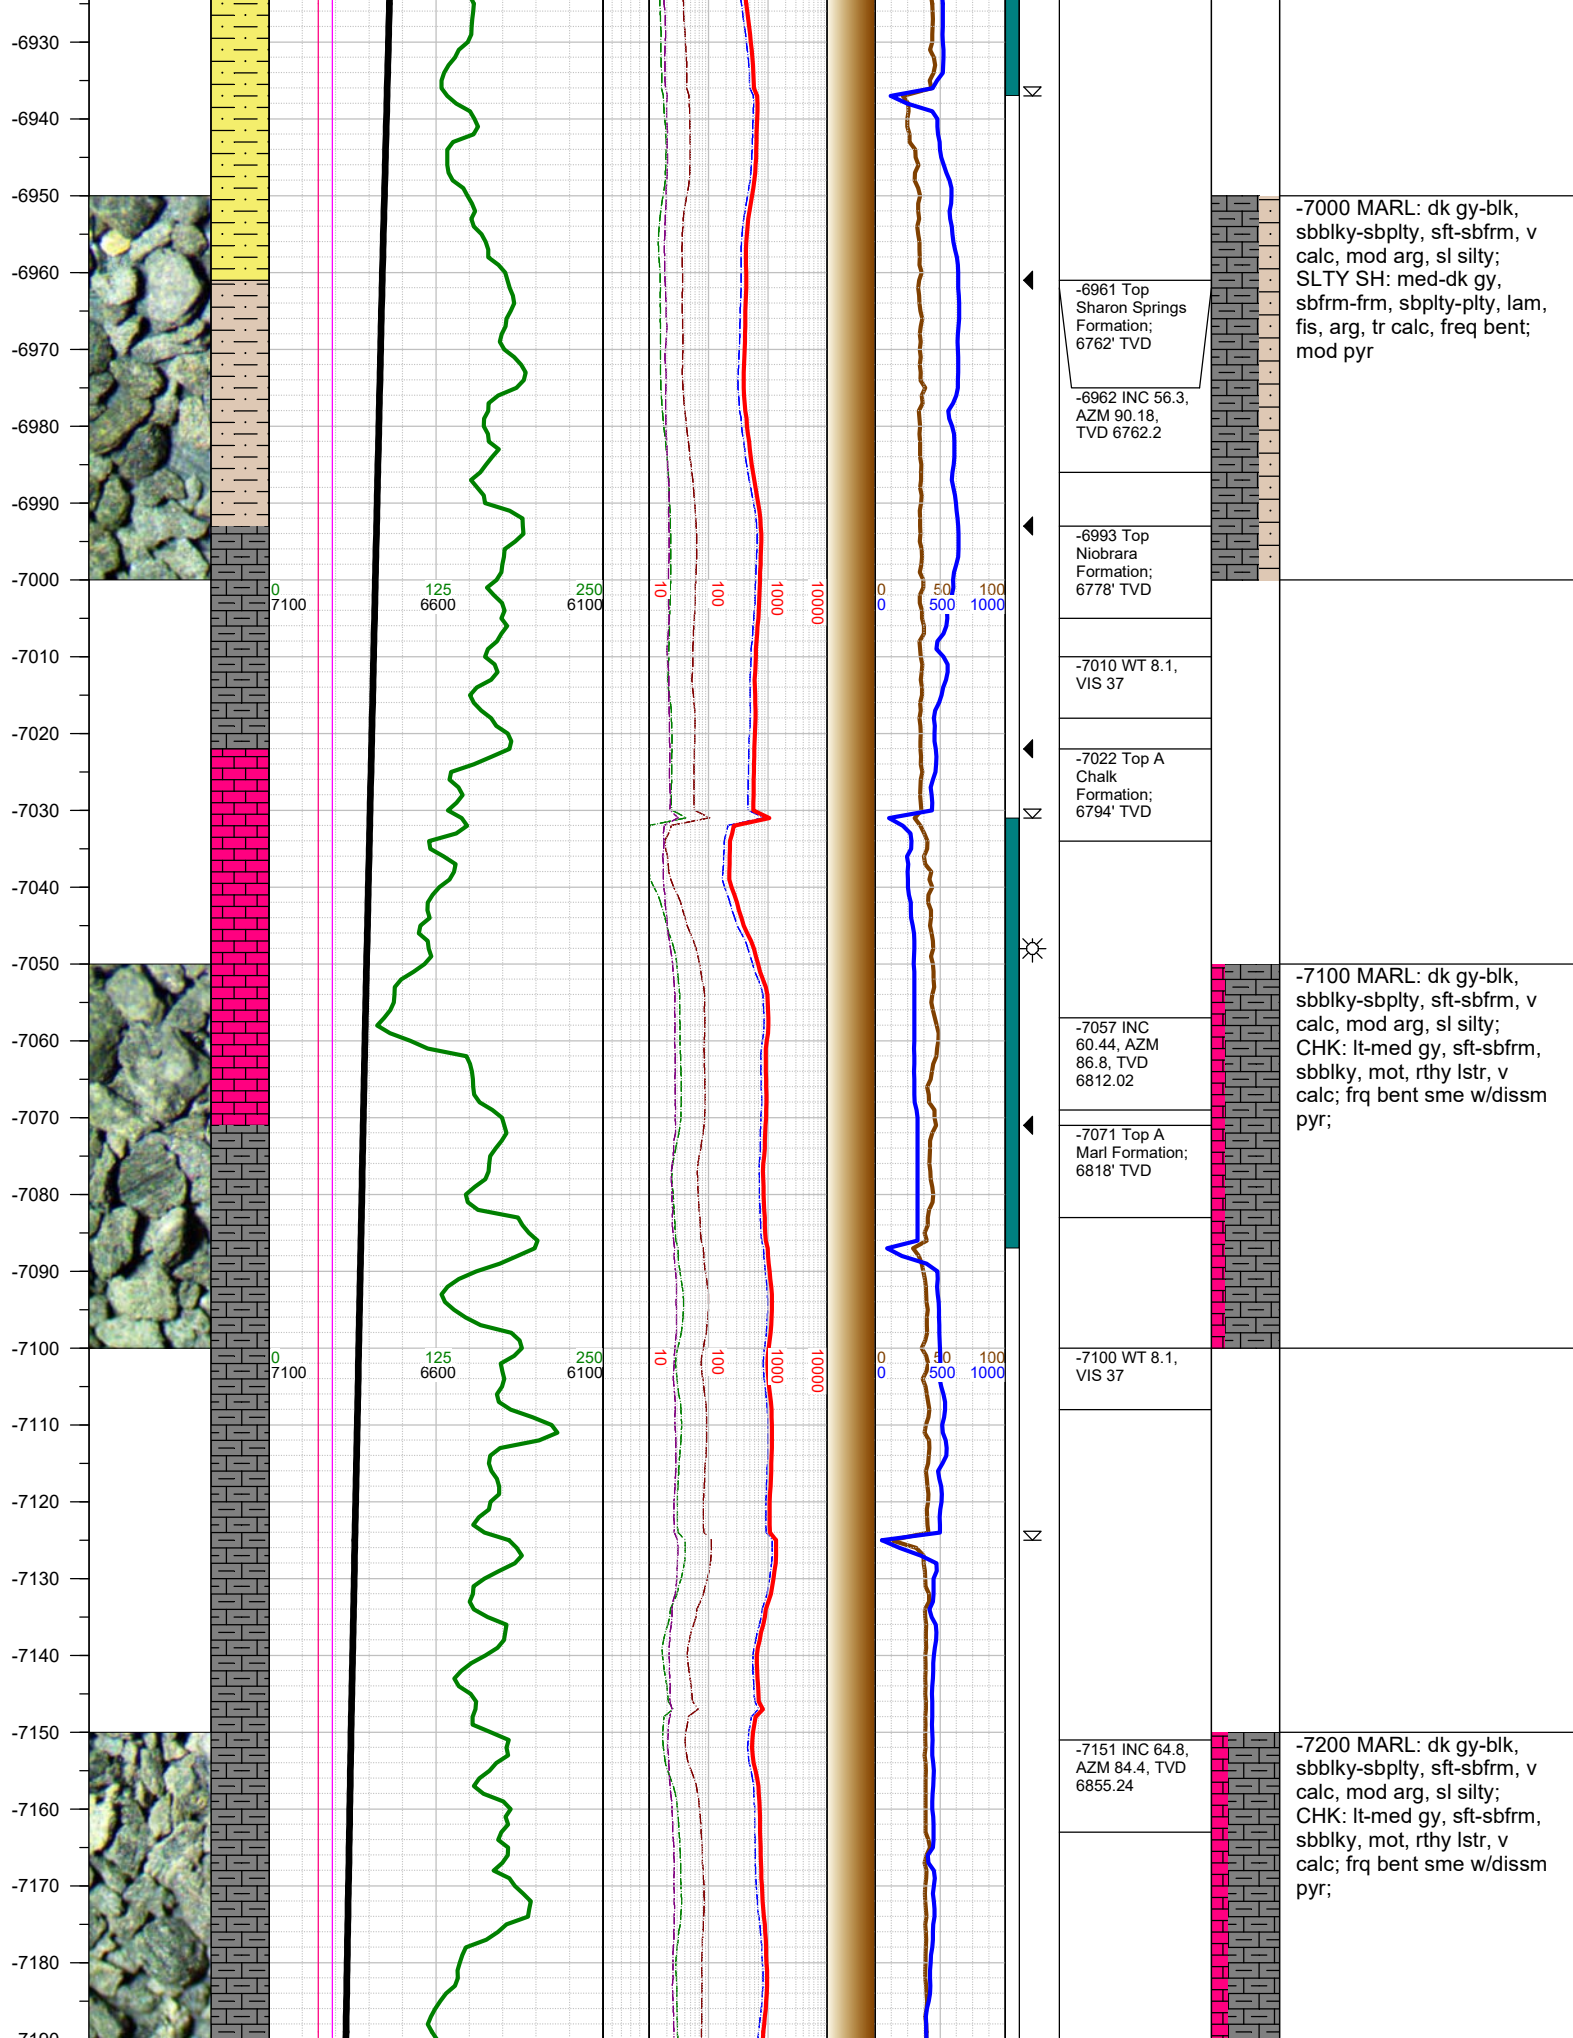 -6930
-6940
-6950
-6960
-6970
-6980
-6990
-7000
-7010
-7020
-7030
-7040
-7050
-7060
-7070
-7080
-7090
-7100
-7110
-7120
-7130
-7140
-7150
-7160
-7170
-7180
0 125 250
7100 6600 6100
10 100 1000 10000
0 50 100
0 500 1000
0 125 250
7100 6600 6100
10 100 1000 10000
0 50 100
0 500 1000
-6961 Top
Sharon Springs
Formation;
6762' TVD
-6962 INC 56.3,
AZM 90.18,
TVD 6762.2
-6993 Top
Niobrara
Formation;
6778' TVD
-7010 WT 8.1,
VIS 37
-7022 Top A
Chalk
Formation;
6794' TVD
-7057 INC
60.44, AZM
86.8, TVD
6812.02
-7071 Top A
Marl Formation;
6818' TVD
-7100 WT 8.1,
VIS 37
-7151 INC 64.8,
AZM 84.4, TVD
6855.24
-7000 MARL: dk gy-blk,
sbblky-sbplty, sft-sbfrm, v
calc, mod arg, sl silty;
SLTY SH: med-dk gy,
sbfrm-frm, sbplty-plty, lam,
fis, arg, tr calc, freq bent;
mod pyr
-7100 MARL: dk gy-blk,
sbblky-sbplty, sft-sbfrm, v
calc, mod arg, sl silty;
CHK: lt-med gy, sft-sbfrm,
sbblky, mot, rthy lstr, v
calc; frq bent sme w/dissm
pyr;
-7200 MARL: dk gy-blk,
sbblky-sbplty, sft-sbfrm, v
calc, mod arg, sl silty;
CHK: lt-med gy, sft-sbfrm,
sbblky, mot, rthy lstr, v
calc; frq bent sme w/dissm
pyr;